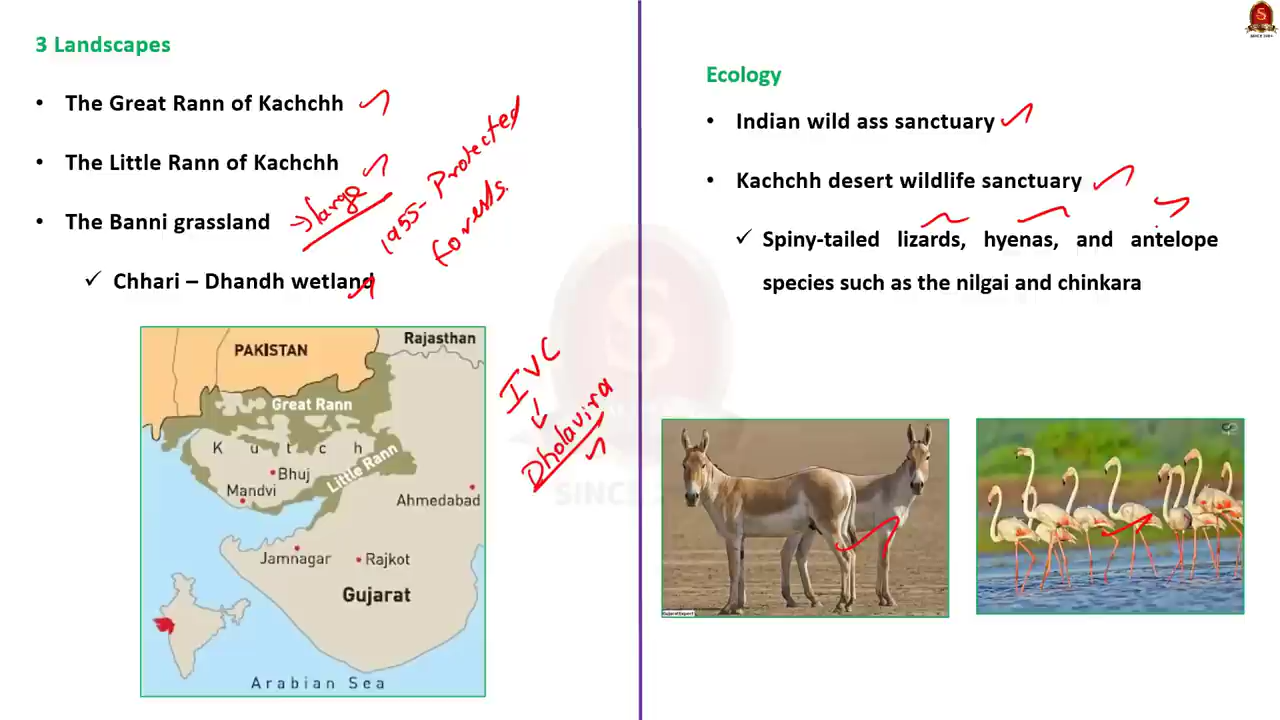 3 Landscapes
• The Great Rann of Kachchh
• The Little Rann of Kachchh
• The Banni grassland → large
1955- Protected
forests.
✓ Chhari – Dhandh wetland
PAKISTAN
Rajasthan
Great Rann
Kutch
Little Rann
Bhuj
Mandvi
Ahmedabad
Jamnagar
Rajkot
Gujarat
Arabian Sea
IVC
Dholavira
Ecology
• Indian wild ass sanctuary
• Kachchh desert wildlife sanctuary
✓ Spiny-tailed lizards, hyenas, and antelope
species such as the nilgai and chinkara
S
SINCE